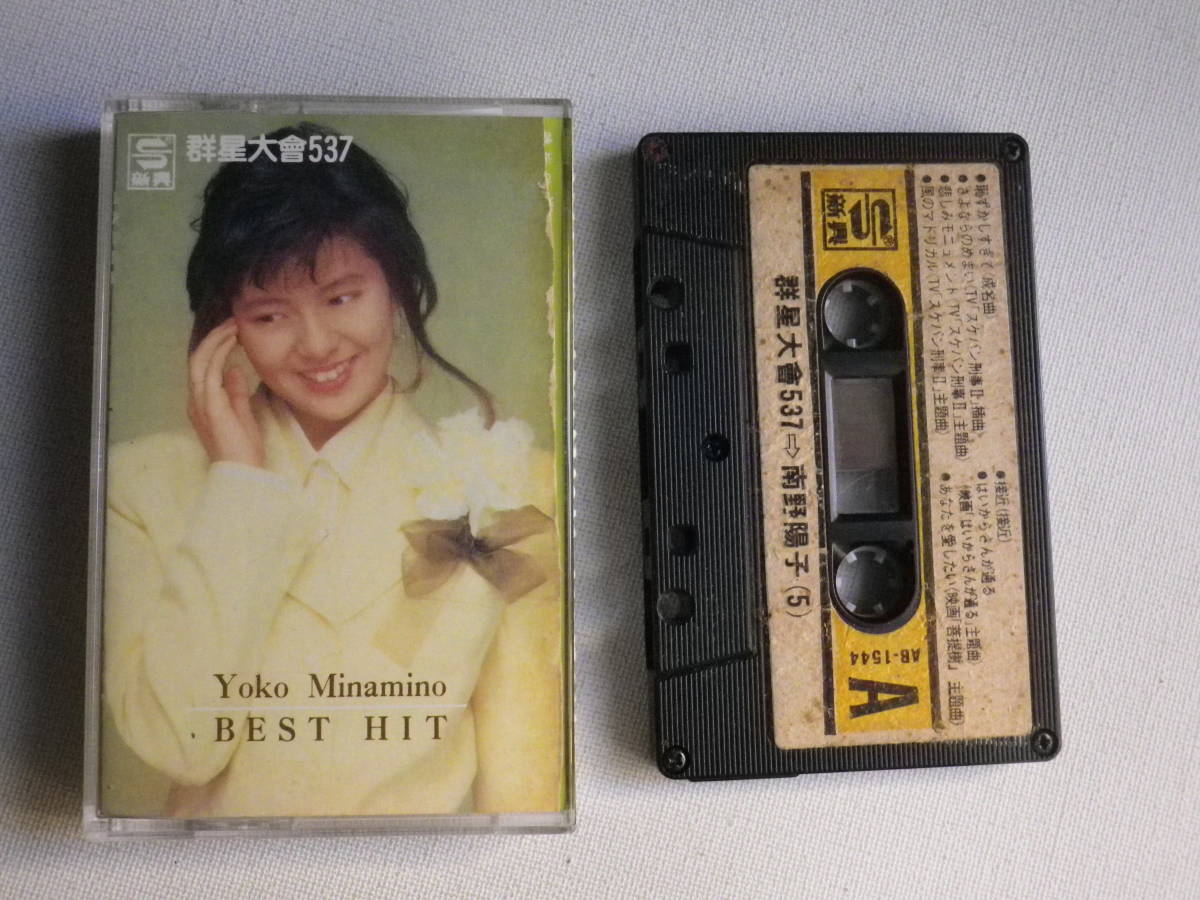 新興
群星大會537
Yoko Minamino
BEST HIT
新興
●恥ずかしすぎて(成名曲)
●さよならのめまい(TV「スケバン刑事Ⅱ」插曲)
●悲しみモニュメント(TV「スケバン刑事Ⅱ」主題曲)
●風のマドリガル(TV「スケバン刑事Ⅱ」主題曲)
●接近(接近)
●はいからさんが通る
(映画「はいからさんが通る」主題曲)
●あなたを愛したい(映画「菩提樹」主題曲)
群星大會537⇨南野陽子(5)
AB-1544
A